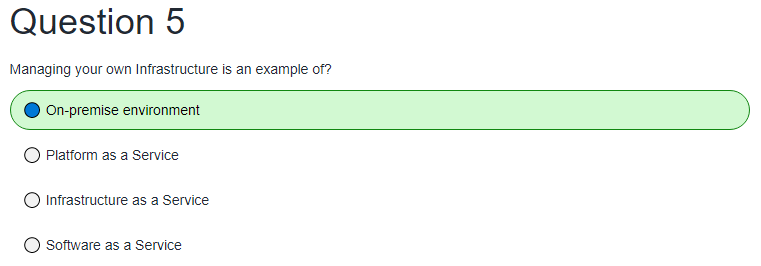 Question 5
Managing your own Infrastructure is an example of?
On-premise environment
Platform as a Service
Infrastructure as a Service
Software as a Service